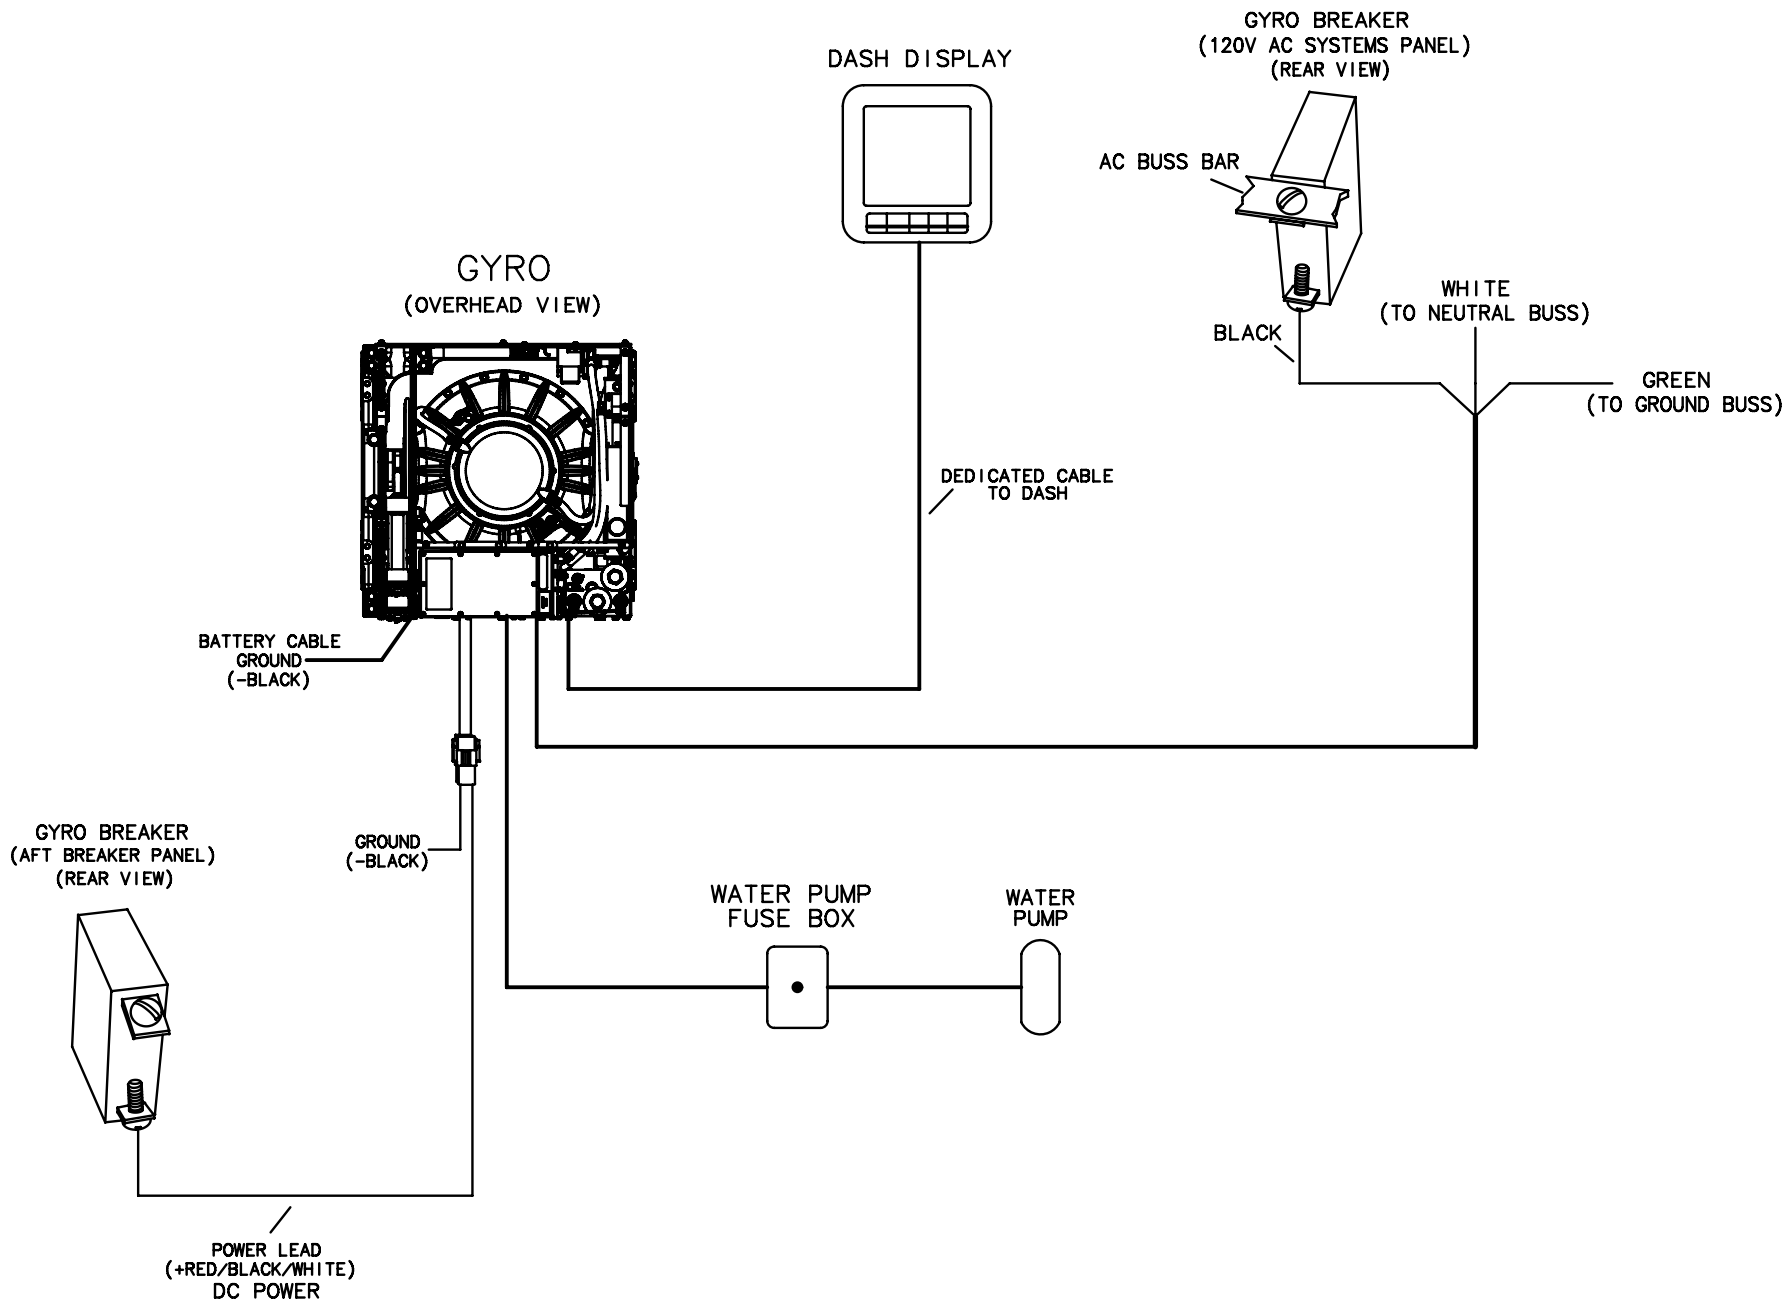 GYRO BREAKER
(120V AC SYSTEMS PANEL)
(REAR VIEW)
DASH DISPLAY
AC BUSS BAR
GYRO
(OVERHEAD VIEW)
WHITE
(TO NEUTRAL BUSS)
BLACK
GREEN
(TO GROUND BUSS)
DEDICATED CABLE
TO DASH
BATTERY CABLE
GROUND
(-BLACK)
GYRO BREAKER
(AFT BREAKER PANEL)
(REAR VIEW)
GROUND
(-BLACK)
WATER PUMP
FUSE BOX
WATER
PUMP
POWER LEAD
(+RED/BLACK/WHITE)
DC POWER